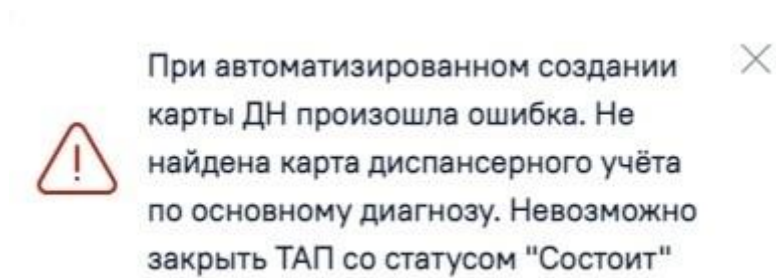 При автоматизированном создании
карты ДН произошла ошибка. Не
найдена карта диспансерного учёта
по основному диагнозу. Невозможно
закрыть ТАП со статусом "Состоит"